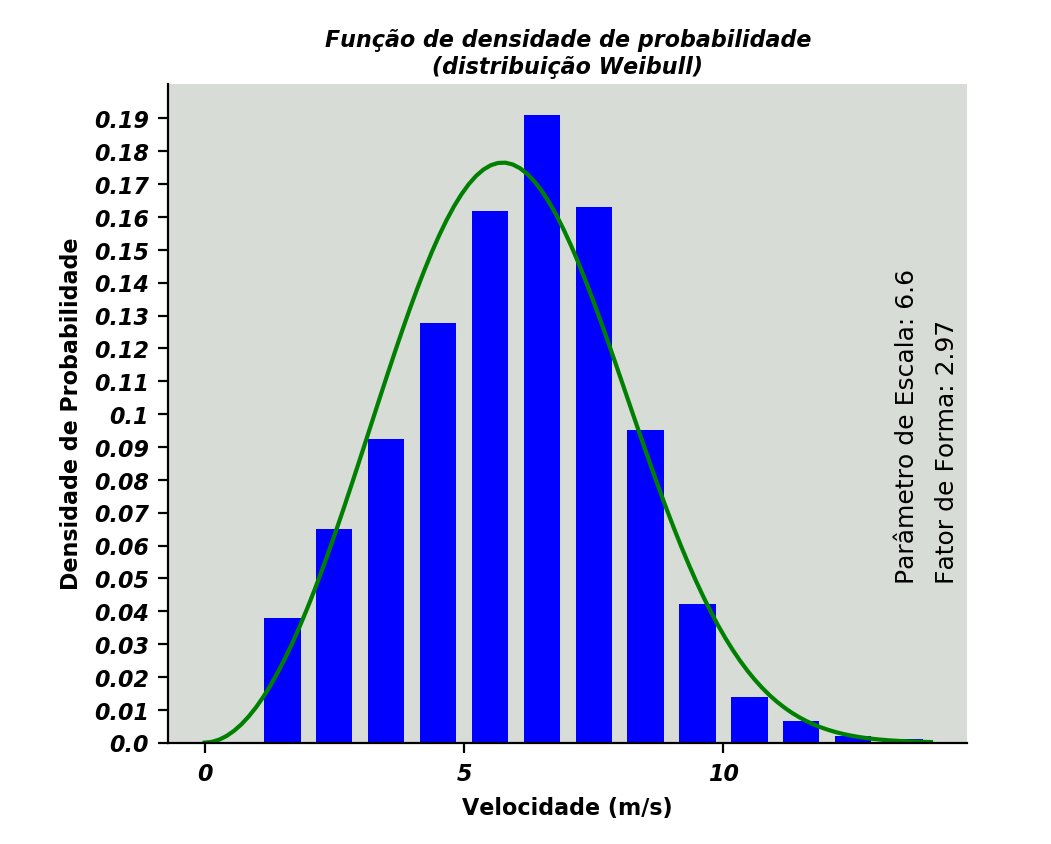 Função de densidade de probabilidade
(distribuição Weibull)
Densidade de Probabilidade
0.19
0.18
0.17
0.16
0.15
0.14
0.13
0.12
0.11
0.1
0.09
0.08
0.07
0.06
0.05
0.04
0.03
0.02
0.01
0.0
Parâmetro de Escala: 6.6
Fator de Forma: 2.97
0 5 10
Velocidade (m/s)